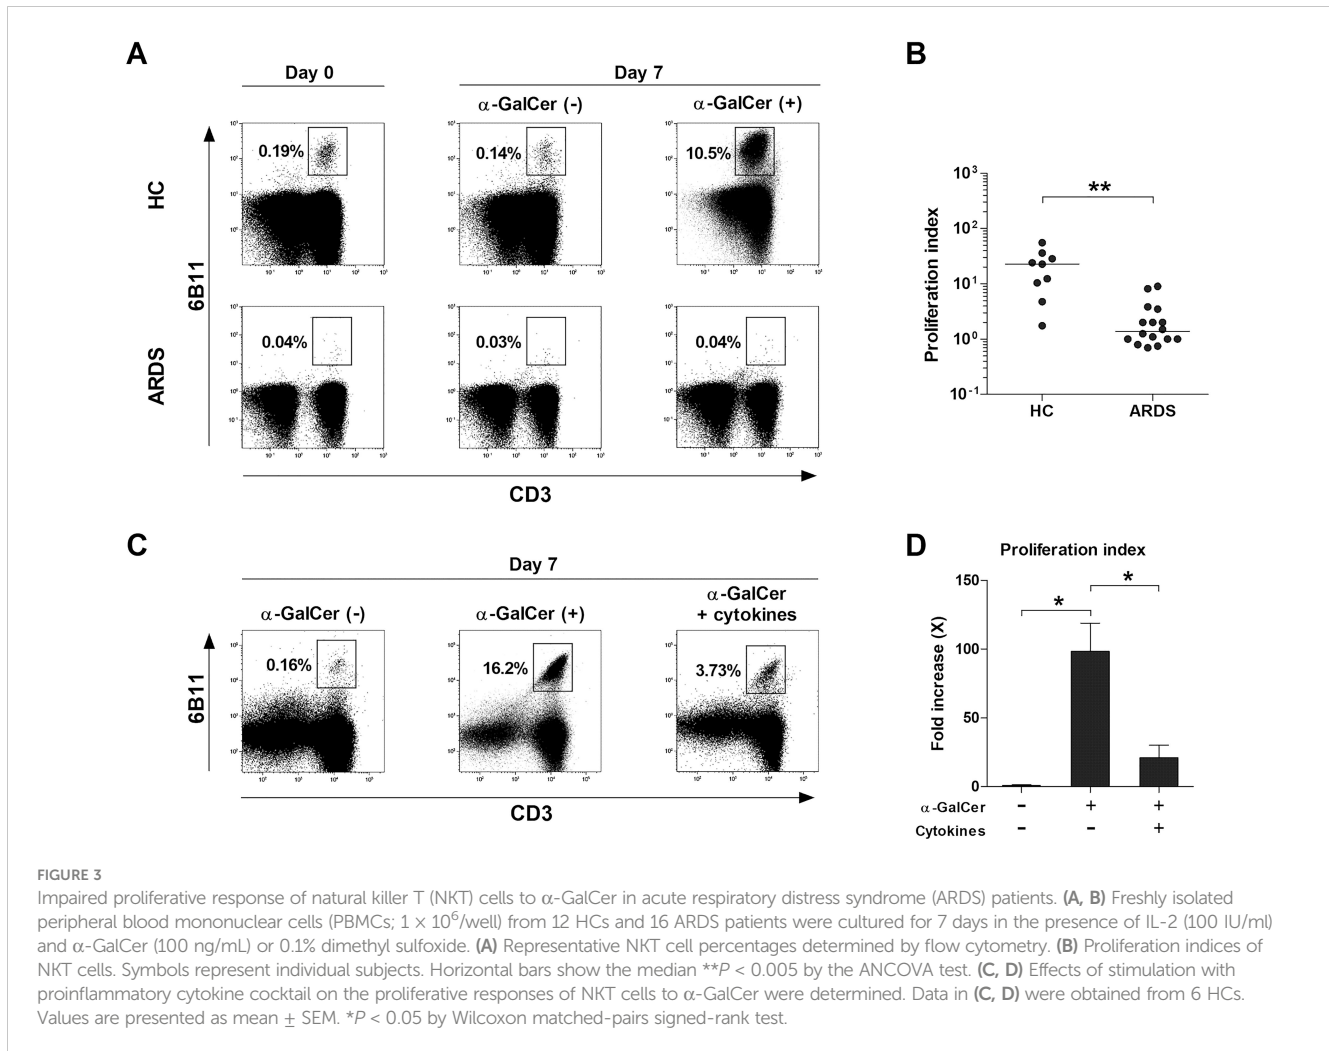 A
Day 0
Day 7
α-GalCer (-)
α-GalCer (+)
HC
0.19%
0.14%
10.5%
6B11
ARDS
0.04%
0.03%
0.04%
CD3
B
Proliferation index
10³
10²
10¹
10⁰
10⁻¹
**
HC
ARDS
C
Day 7
α-GalCer (-)
α-GalCer (+)
α-GalCer
+ cytokines
6B11
0.16%
16.2%
3.73%
CD3
D
Proliferation index
Fold increase (X)
150
100
50
0
*
*
α-GalCer - + +
Cytokines - - +
FIGURE 3
Impaired proliferative response of natural killer T (NKT) cells to α-GalCer in acute respiratory distress syndrome (ARDS) patients. (A, B) Freshly isolated
peripheral blood mononuclear cells (PBMCs; 1 × 10⁶/well) from 12 HCs and 16 ARDS patients were cultured for 7 days in the presence of IL-2 (100 IU/ml)
and α-GalCer (100 ng/mL) or 0.1% dimethyl sulfoxide. (A) Representative NKT cell percentages determined by flow cytometry. (B) Proliferation indices of
NKT cells. Symbols represent individual subjects. Horizontal bars show the median **P < 0.005 by the ANCOVA test. (C, D) Effects of stimulation with
proinflammatory cytokine cocktail on the proliferative responses of NKT cells to α-GalCer were determined. Data in (C, D) were obtained from 6 HCs.
Values are presented as mean ± SEM. *P < 0.05 by Wilcoxon matched-pairs signed-rank test.